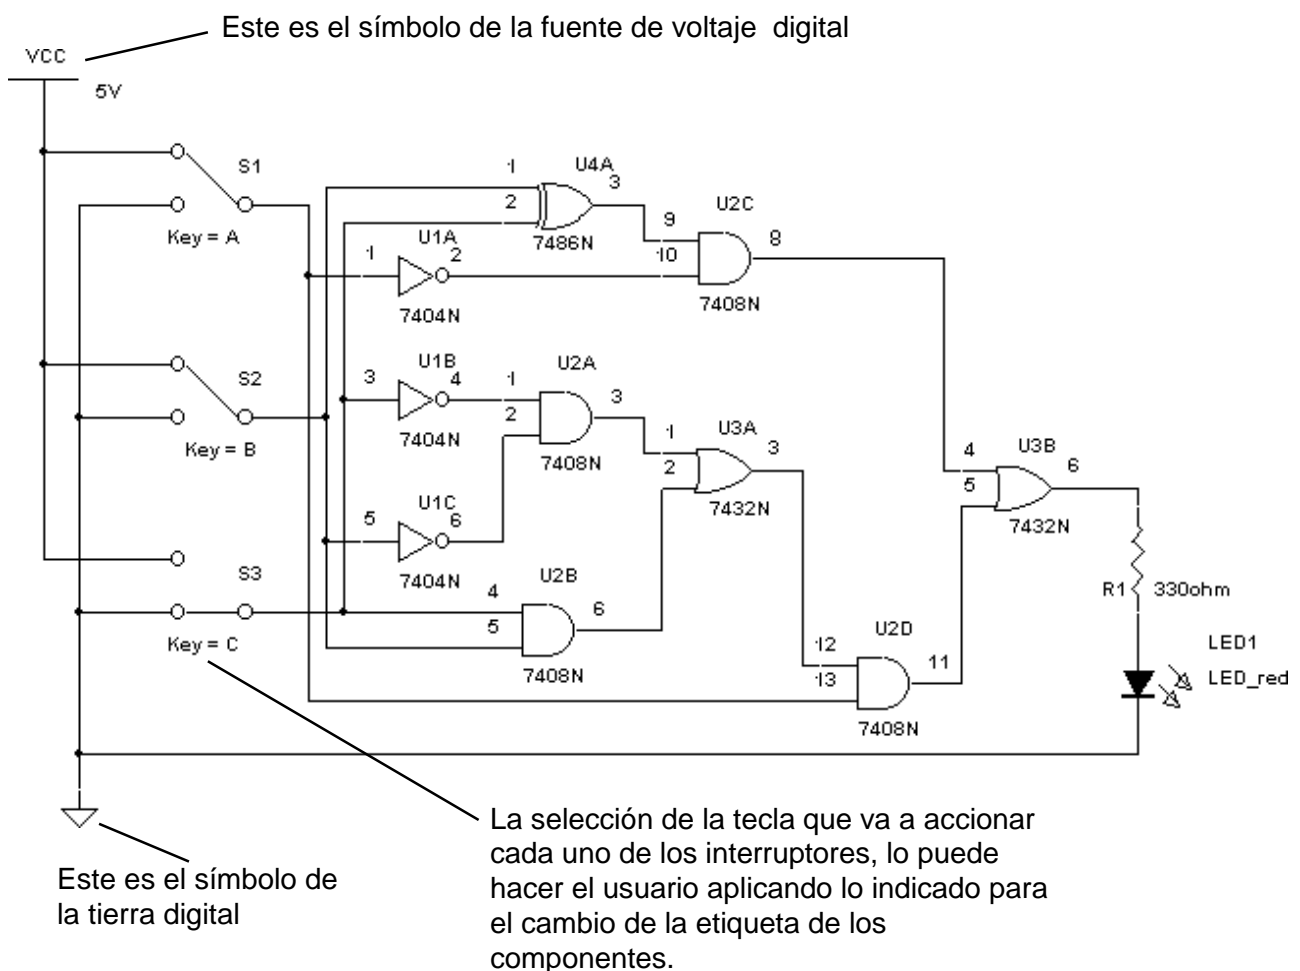 Este es el símbolo de la fuente de voltaje digital
VCC
5V
S1
Key = A
1
2
U4A
3
7486N
U1A
1
2
7404N
9
10
U2C
8
7408N
S2
Key = B
U1B
3
4
7404N
1
2
U2A
3
7408N
1
2
U3A
3
7432N
4
5
U3B
6
7432N
U1C
5
6
7404N
S3
Key = C
4
5
U2B
6
7408N
12
13
U2D
11
7408N
R1
330ohm
LED1
LED_red
La selección de la tecla que va a accionar
cada uno de los interruptores, lo puede
hacer el usuario aplicando lo indicado para
el cambio de la etiqueta de los
componentes.
Este es el símbolo de
la tierra digital